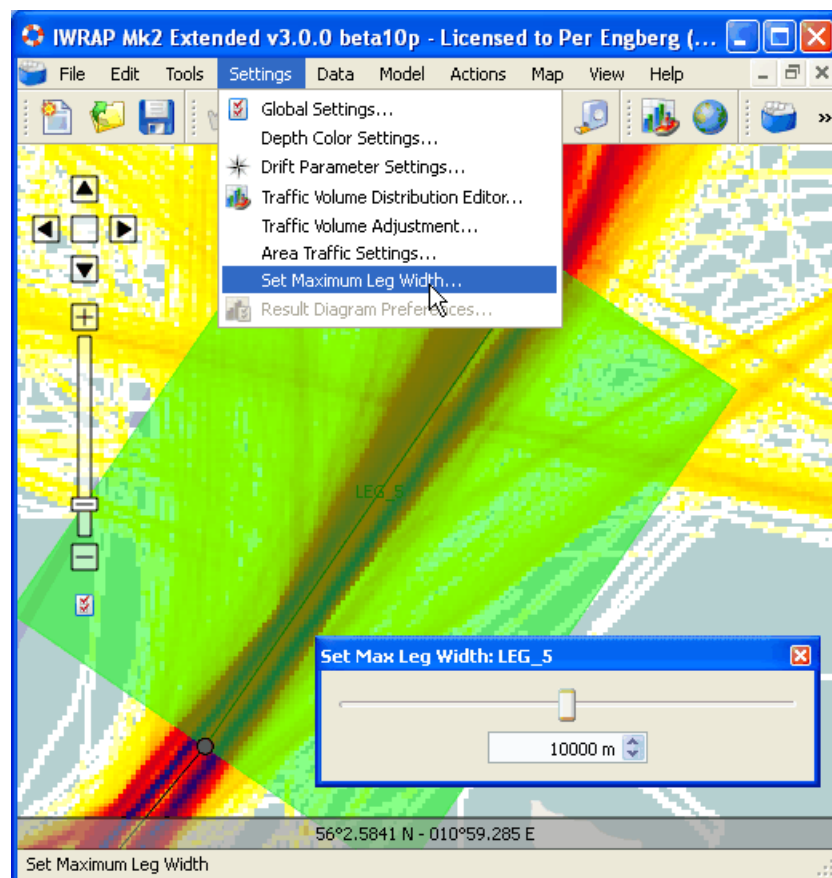 IWRAP Mk2 Extended v3.0.0 beta10p - Licensed to Per Engberg (...
File Edit Tools Settings Data Model Actions Map View Help
Global Settings...
Depth Color Settings...
Drift Parameter Settings...
Traffic Volume Distribution Editor...
Traffic Volume Adjustment...
Area Traffic Settings...
Set Maximum Leg Width...
Result Diagram Preferences...
LEG_5
Set Max Leg Width: LEG_5
10000 m
56°2.5841 N - 010°59.285 E
Set Maximum Leg Width